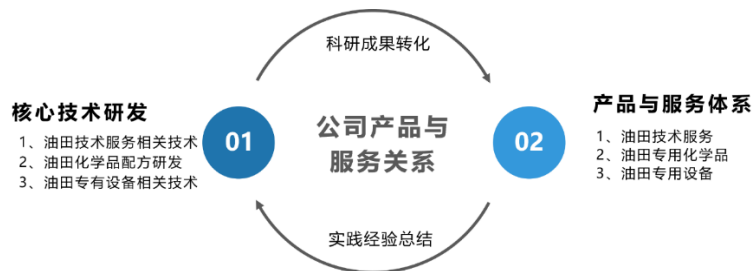 科研成果转化
核心技术研发
1、油田技术服务相关技术
2、油田化学品配方研发
3、油田专有设备相关技术
01
公司产品与
服务关系
02
产品与服务体系
1、油田技术服务
2、油田专用化学品
3、油田专用设备
实践经验总结